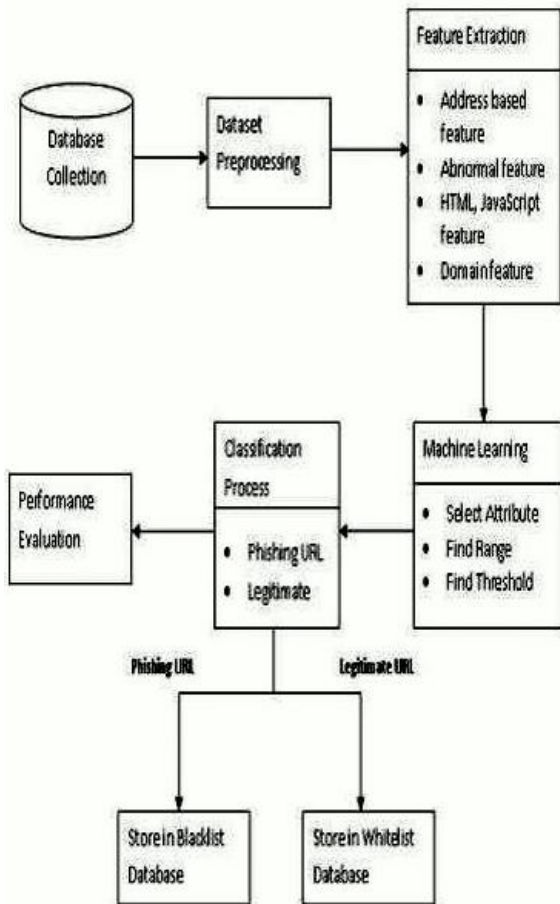 Database
Collection
Dataset
Preprocessing
Feature Extraction
• Address based
feature
• Abnormal feature
• HTML, JavaScript
feature
• Domain feature
Machine Learning
• Select Attribute
• Find Range
• Find Threshold
Classification
Process
• Phishing URL
• Legitimate
Performance
Evaluation
Phishing URL
Legitimate URL
Store in Blacklist
Database
Store in Whitelist
Database